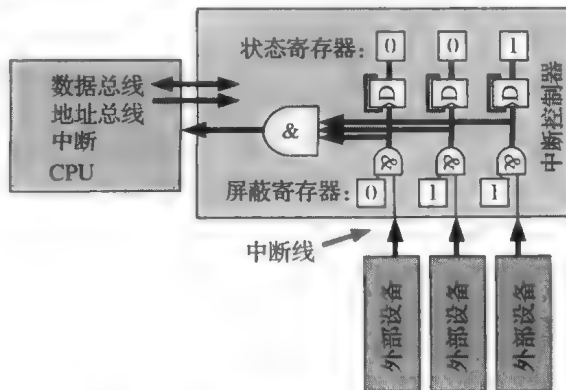 状态寄存器: 0 0 1
D D D
数据总线
地址总线
中断
CPU
&
& & &
屏蔽寄存器: 0 1 1
中断控制器
中断线
外部设备 外部设备 外部设备